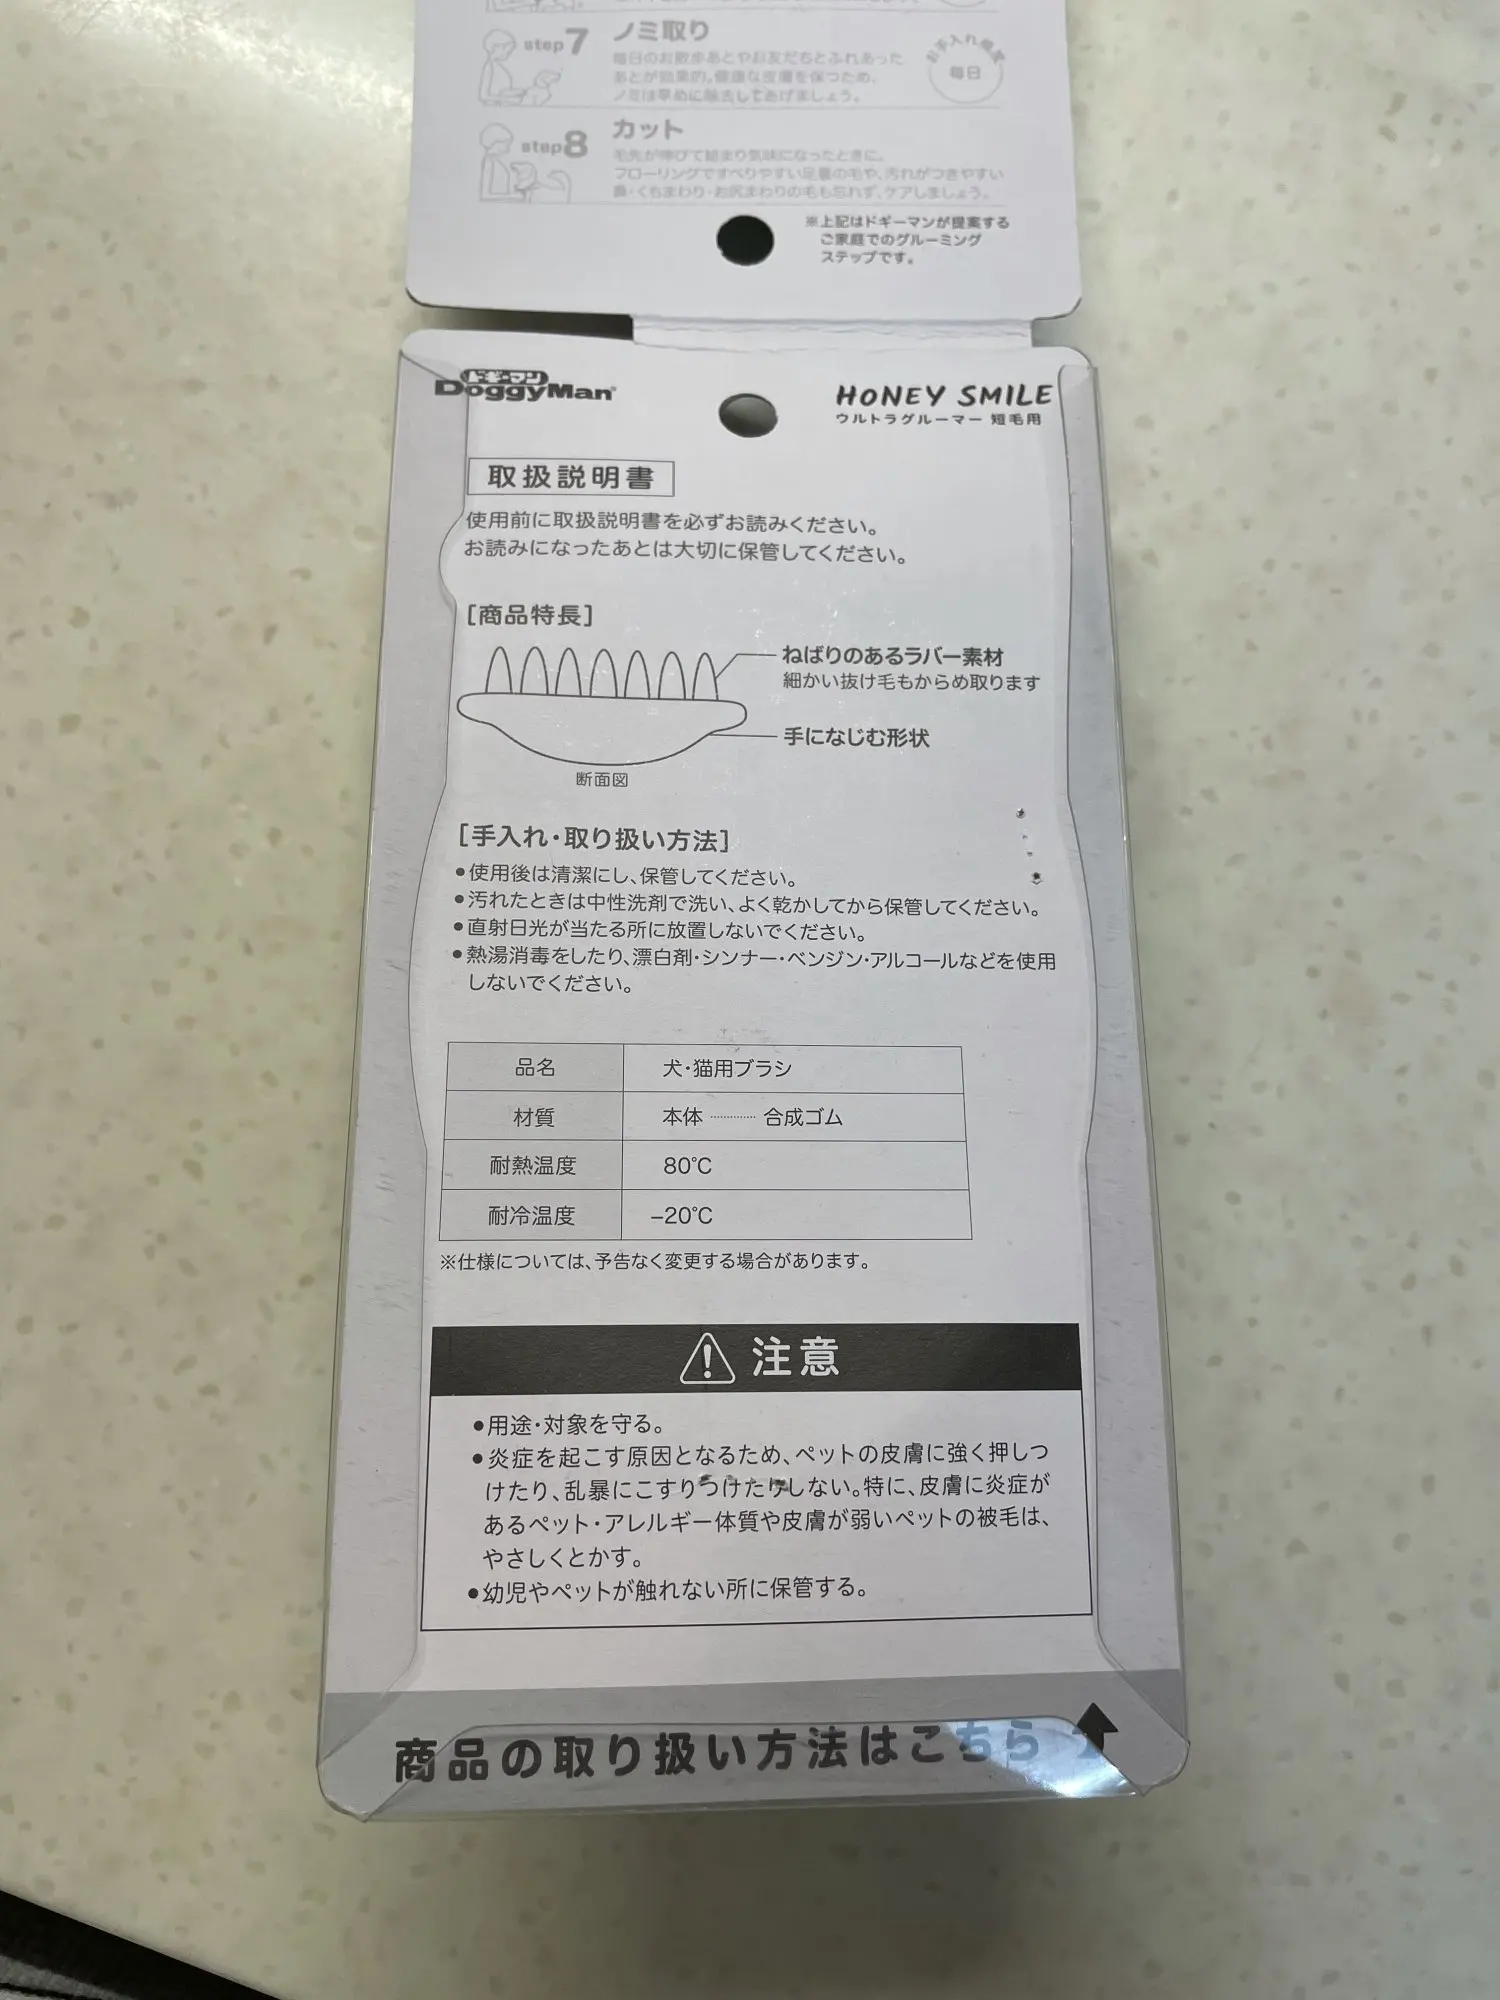 step7 ノミ取り
毎日のお散歩あとやお友だちとふれあった
あとが効果的。健康な皮膚を保つため、
ノミは早めに除去してあげましょう。
お手入れ頻度
毎日
step8 カット
毛先が伸びて絡まり気味になったときに。
フローリングですべりやすい足裏の毛や、汚れがつきやすい
鼻・くちまわり・お尻まわりの毛も忘れず、ケアしましょう。
※上記はドギーマンが提案する
ご家庭でのグルーミング
ステップです。
ドギーマン
DoggyMan
HONEY SMILE
ウルトラグルーマー 短毛用
取扱説明書
使用前に取扱説明書を必ずお読みください。
お読みになったあとは大切に保管してください。
[商品特長]
ねばりのあるラバー素材
細かい抜け毛もからめ取ります
手になじむ形状
断面図
[手入れ・取り扱い方法]
●使用後は清潔にし、保管してください。
●汚れたときは中性洗剤で洗い、よく乾かしてから保管してください。
●直射日光が当たる所に放置しないでください。
●熱湯消毒をしたり、漂白剤・シンナー・ベンジン・アルコールなどを使用
しないでください。
品名 犬・猫用ブラシ
材質 本体…………合成ゴム
耐熱温度 80℃
耐冷温度 −20℃
※仕様については、予告なく変更する場合があります。
注意
●用途・対象を守る。
●炎症を起こす原因となるため、ペットの皮膚に強く押しつ
けたり、乱暴にこすりつけたりしない。特に、皮膚に炎症が
あるペット・アレルギー体質や皮膚が弱いペットの被毛は、
やさしくとかす。
●幼児やペットが触れない所に保管する。
商品の取り扱い方法はこちら